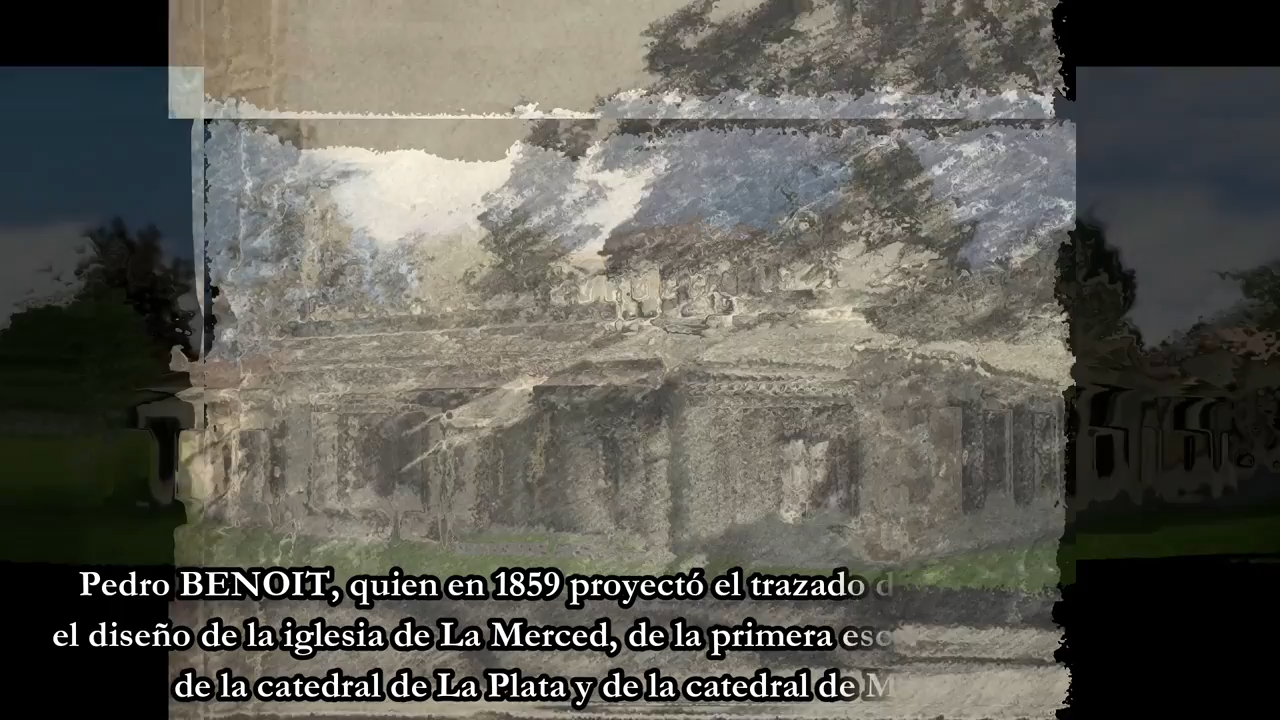 Pedro BENOIT, quien en 1859 proyectó el trazado
el diseño de la iglesia de La Merced, de la primera
de la catedral de La Plata y de la catedral de